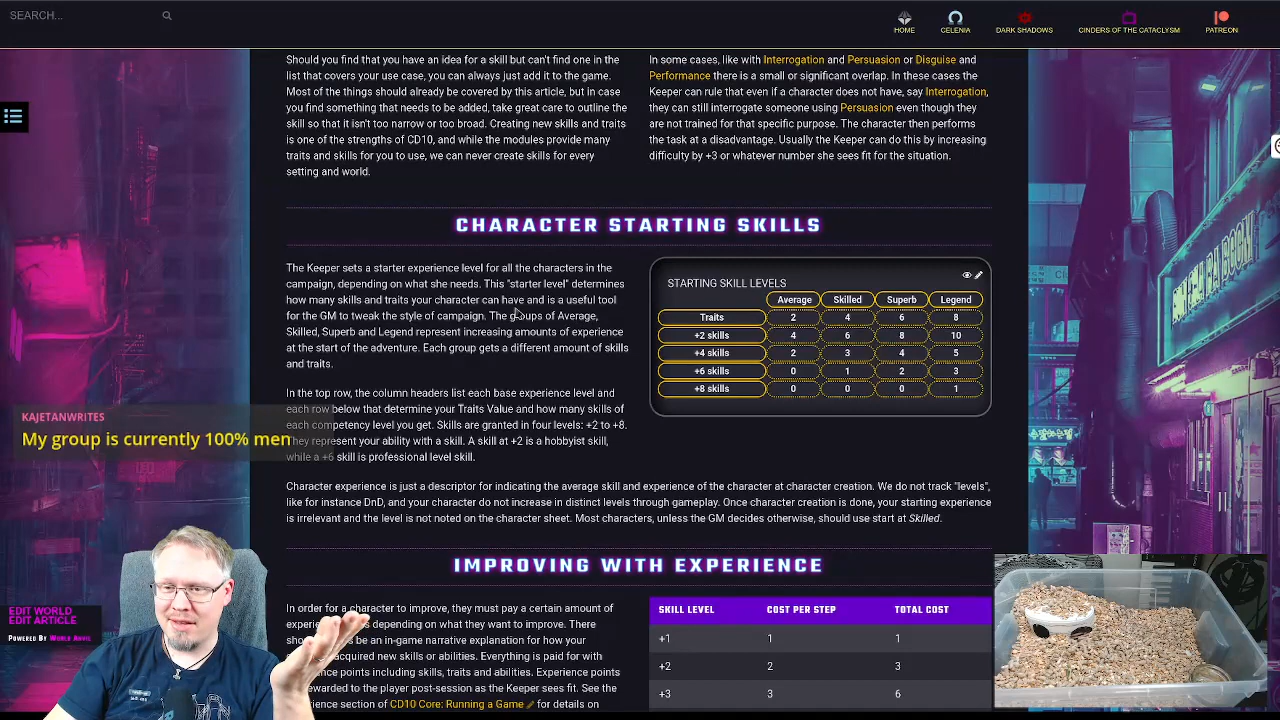 SEARCH...
HOME
CELENIA
DARK SHADOWS
CINDERS OF THE CATACLYSM
PATREON
Should you find that you have an idea for a skill but can't find one in the
list that covers your use case, you can always just add it to the game.
Most of the things should already be covered by this article, but in case
you find something that needs to be added, take great care to outline the
skill so that it isn't too narrow or too broad. Creating new skills and traits
is one of the strengths of CD10, and while the modules provide many
traits and skills for you to use, we can never create skills for every
setting and world.
In some cases, like with Interrogation and Persuasion or Disguise and
Performance there is a small or significant overlap. In these cases the
Keeper can rule that even if a character does not have, say Interrogation,
they can still interrogate someone using Persuasion even though they
are not trained for that specific purpose. The character then performs
the task at a disadvantage. Usually the Keeper can do this by increasing
difficulty by +3 or whatever number she sees fit for the situation.
CHARACTER STARTING SKILLS
The Keeper sets a starter experience level for all the characters in the
campaign, depending on what she likes. This "starter level" determines
how many skills and traits your character can have and is a useful tool
for the GM to tweak the style of campaign. The groups of Average,
Skilled, Superb and Legend represent increasing amounts of experience
at the start of the adventure. Each group gets a different amount of skills
and traits.
In the top row, the column headers list each base experience level and
each row below that determine your Traits Value and how many skills of
each you get. Skills are granted in four levels: +2 to +8.
They represent your ability with a skill. A skill at +2 is a hobbyist skill,
while a +6 skill is professional level skill.
STARTING SKILL LEVELS
Average Skilled Superb Legend
Traits 2 4 6 8
+2 skills 4 6 8 10
+4 skills 2 3 4 5
+6 skills 0 1 2 3
+8 skills 0 0 0 1
KAJETANWRITES
My group is currently 100% men
Character experience is just a descriptor for indicating the average skill and experience of the character at character creation. We do not track "levels",
like for instance DnD, and your character do not increase in distinct levels through gameplay. Once character creation is done, your starting experience
is irrelevant and the level is not noted on the character sheet. Most characters, unless the GM decides otherwise, should use start at Skilled.
IMPROVING WITH EXPERIENCE
In order for a character to improve, they must pay a certain amount of
depending on what they want to improve. There
be an in-game narrative explanation for how your
acquired new skills or abilities. Everything is paid for with
points including skills, traits and abilities. Experience points
to the player post-session as the Keeper sees fit. See the
section of CD10 Core: Running a Game for details on
SKILL LEVEL COST PER STEP TOTAL COST
+1 1 1
+2 2 3
+3 3 6
EDIT WORLD
EDIT ARTICLE
POWERED BY WORLD ANVIL